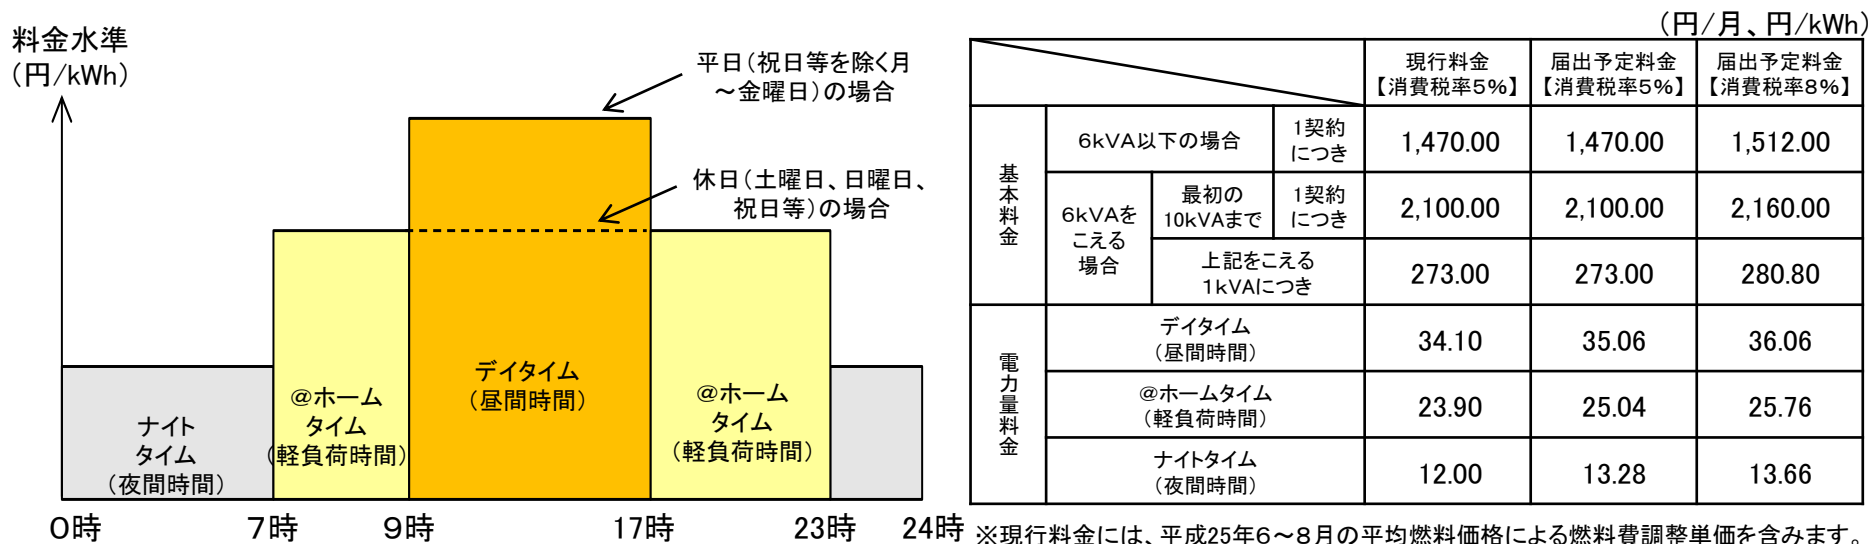 料金水準
(円/kWh)
平日(祝日等を除く月
～金曜日)の場合
休日(土曜日、日曜日、
祝日等)の場合
ナイト
タイム
(夜間時間)
@ホーム
タイム
(軽負荷時間)
デイタイム
(昼間時間)
@ホーム
タイム
(軽負荷時間)
0時
7時
9時
17時
23時
24時
(円/月、円/kWh)
現行料金
【消費税率5%】
届出予定料金
【消費税率5%】
届出予定料金
【消費税率8%】
基本料金
6kVA以下の場合
1契約
につき
1,470.00
1,470.00
1,512.00
6kVAを
こえる
場合
最初の
10kVAまで
1契約
につき
2,100.00
2,100.00
2,160.00
上記をこえる
1kVAにつき
273.00
273.00
280.80
電力量料金
デイタイム
(昼間時間)
34.10
35.06
36.06
@ホームタイム
(軽負荷時間)
23.90
25.04
25.76
ナイトタイム
(夜間時間)
12.00
13.28
13.66
※現行料金には、平成25年6～8月の平均燃料価格による燃料費調整単価を含みます。